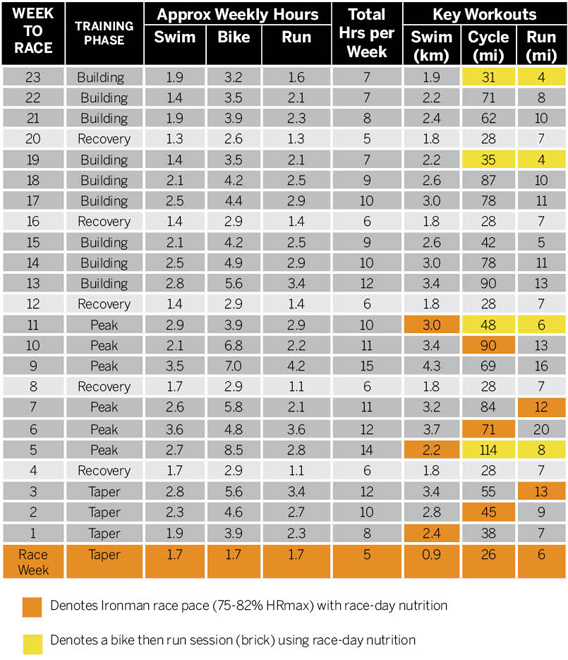 WEEK TO RACE TRAINING PHASE Approx Weekly Hours Total Hrs per Week Key Workouts
Swim Bike Run Swim (km) Cycle (mi) Run (mi)
23 Building 1.9 3.2 1.6 7 1.9 31 4
22 Building 1.4 3.5 2.1 7 2.2 71 8
21 Building 1.9 3.9 2.3 8 2.4 62 10
20 Recovery 1.3 2.6 1.3 5 1.8 28 7
19 Building 1.4 3.5 2.1 7 2.2 35 4
18 Building 2.1 4.2 2.5 9 2.6 87 10
17 Building 2.5 4.4 2.9 10 3.0 78 11
16 Recovery 1.4 2.9 1.4 6 1.8 28 7
15 Building 2.1 4.2 2.5 9 2.6 42 5
14 Building 2.5 4.9 2.9 10 3.0 78 11
13 Building 2.8 5.6 3.4 12 3.4 90 13
12 Recovery 1.4 2.9 1.4 6 1.8 28 7
11 Peak 2.9 3.9 2.9 10 3.0 48 6
10 Peak 2.1 6.8 2.2 11 3.4 90 13
9 Peak 3.5 7.0 4.2 15 4.3 69 16
8 Recovery 1.7 2.9 1.1 6 1.8 28 7
7 Peak 2.6 5.8 2.1 11 3.2 84 12
6 Peak 3.6 4.8 3.6 12 3.7 71 20
5 Peak 2.7 8.5 2.8 14 2.2 114 8
4 Recovery 1.7 2.9 1.1 6 1.8 28 7
3 Taper 2.8 5.6 3.4 12 3.4 55 13
2 Taper 2.3 4.6 2.7 10 2.8 45 9
1 Taper 1.9 3.9 2.3 8 2.4 38 7
Race Week Taper 1.7 1.7 1.7 5 0.9 26 6
Denotes Ironman race pace (75-82% HRmax) with race-day nutrition
Denotes a bike then run session (brick) using race-day nutrition